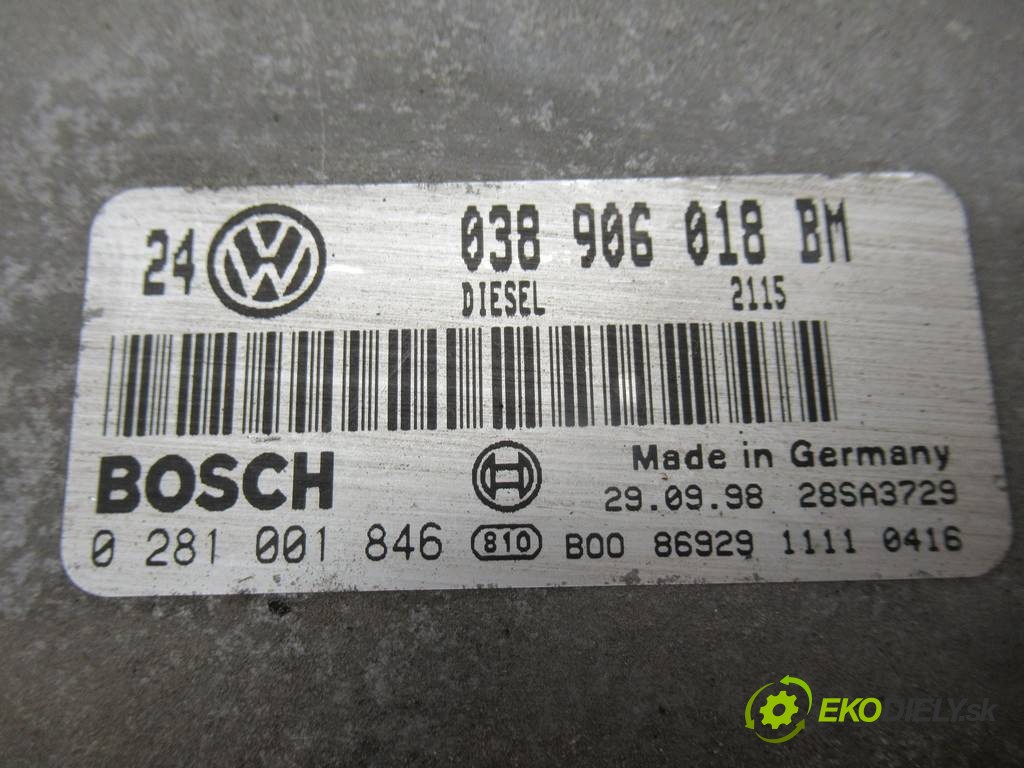 24 VW 038 906 018 BM
DIESEL 2115
BOSCH Made in Germany
29.09.98 28SA3729
0 281 001 846 810 B00 86929 1111 0416
EKODIELY.sk